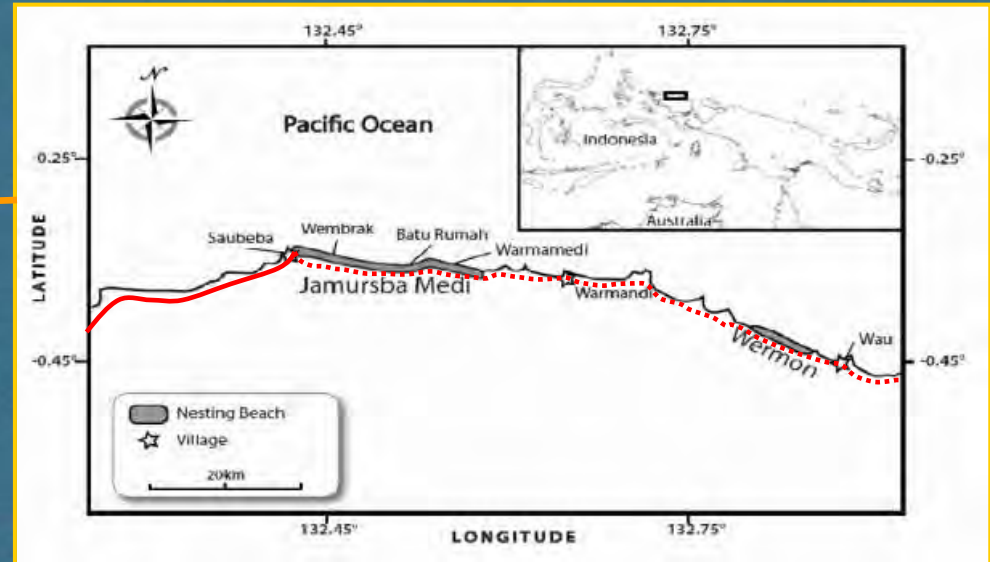 132.45°
132.75°
N
Pacific Ocean
Indonesia
Australia
-0.25°
-0.25°
LATITUDE
Saubeba
Wembrak
Batu Rumah
Warmamedi
Jamursba Medi
Warmandi
Wermon
Wau
-0.45°
-0.45°
Nesting Beach
Village
20km
132.45°
132.75°
LONGITUDE